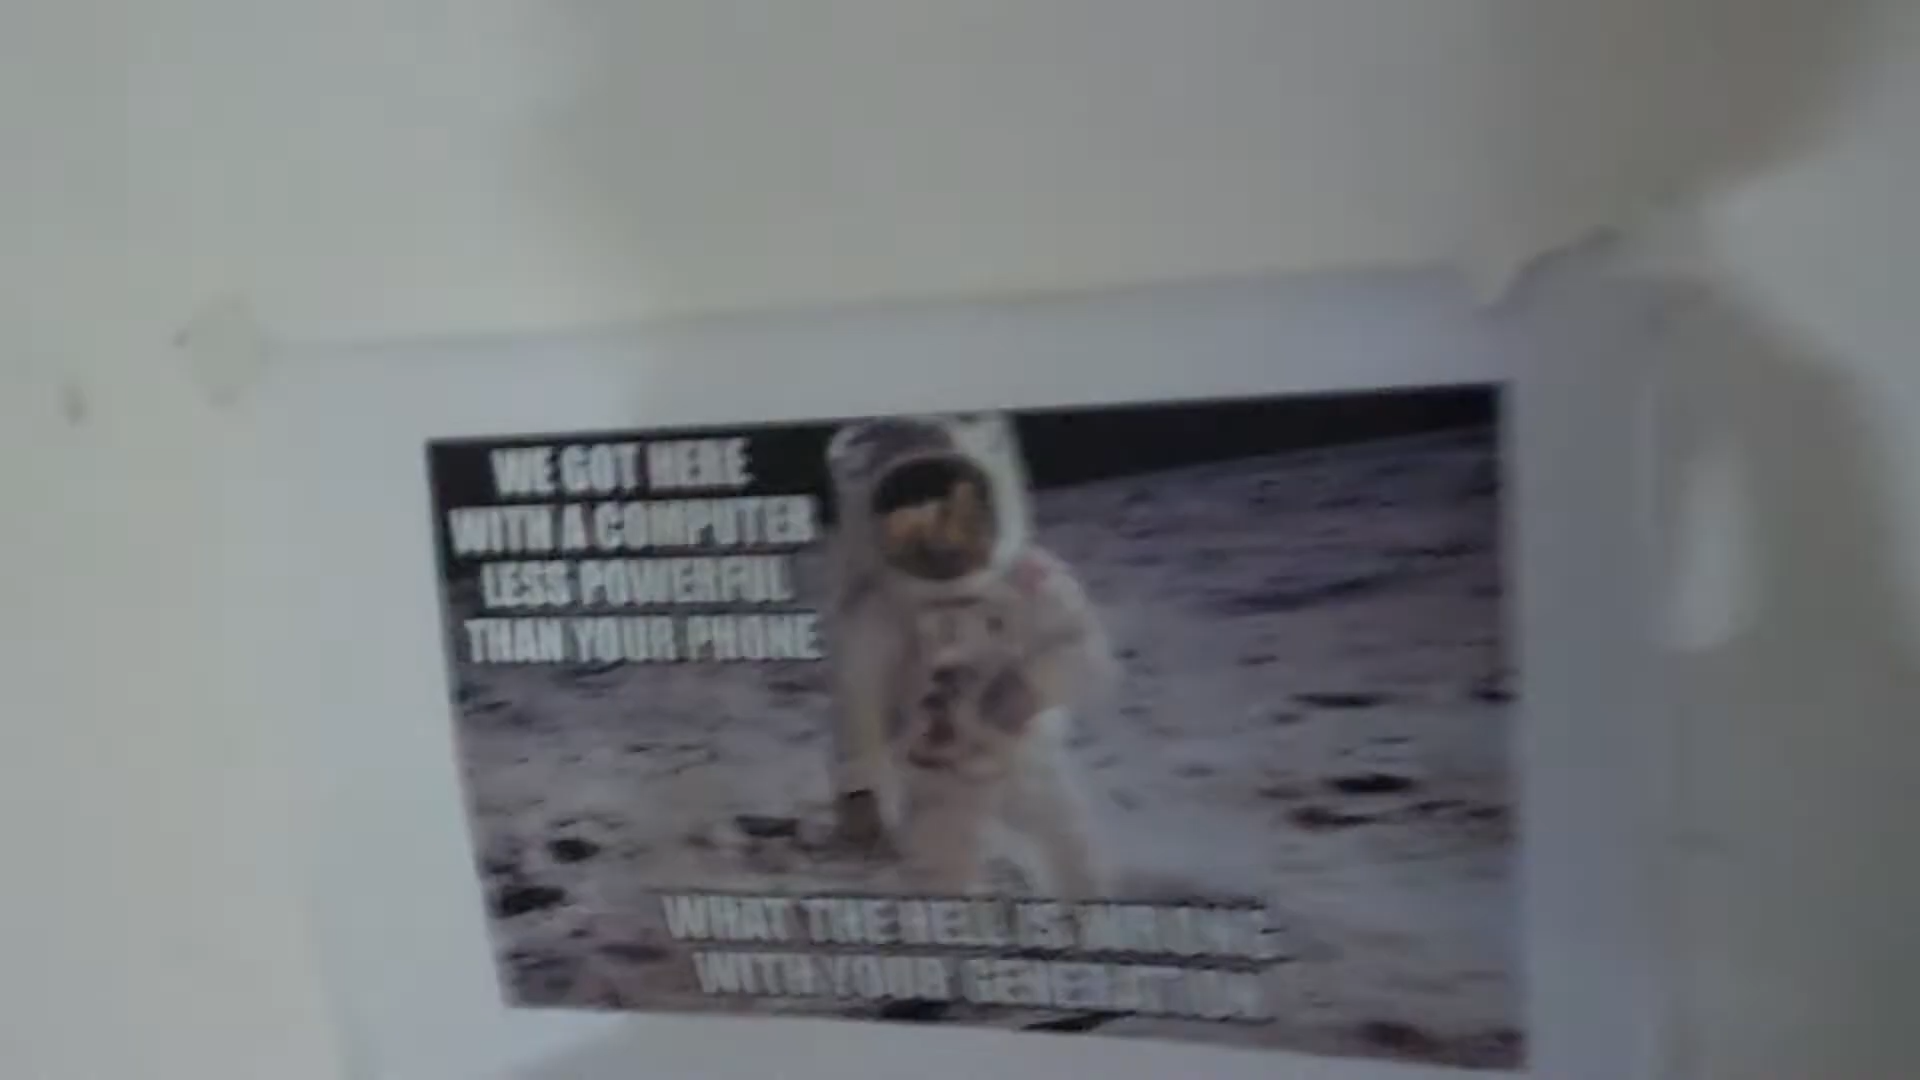 WE GOT HERE
WITH A COMPUTER
LESS POWERFUL
THAN YOUR PHONE
WHAT THE HELL IS WRONG
WITH YOUR GENERATION